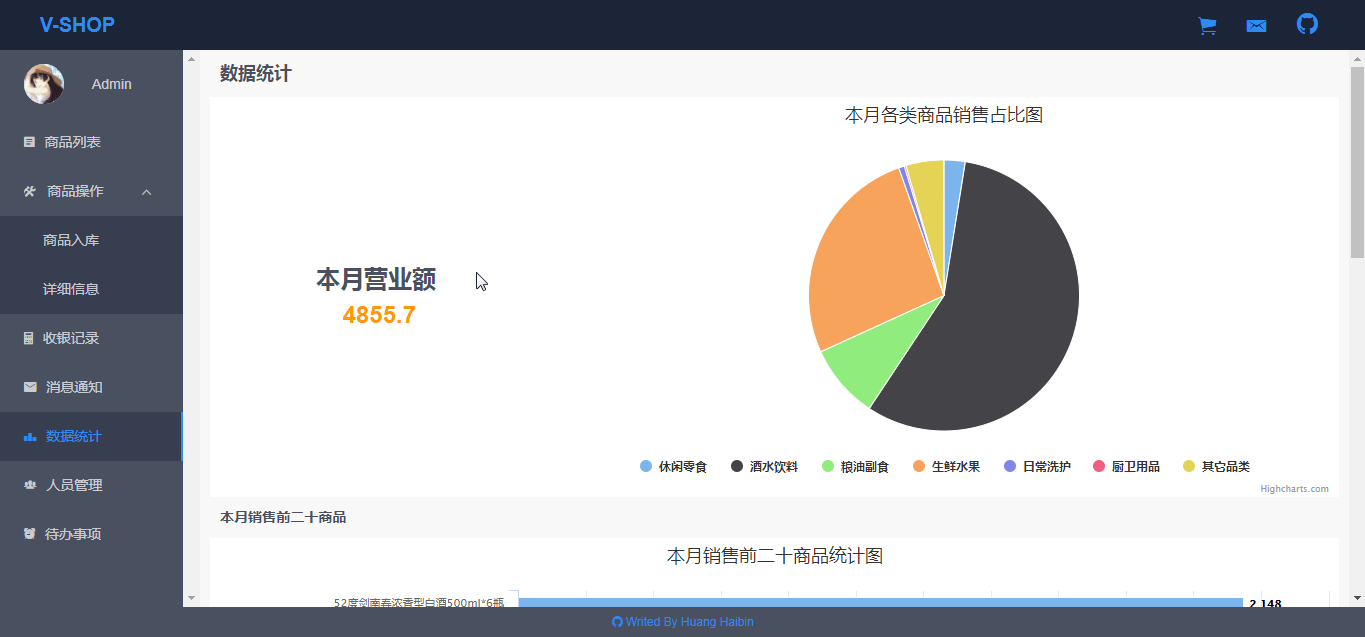 V-SHOP
Admin
商品列表
商品操作
商品入库
详细信息
收银记录
消息通知
数据统计
人员管理
待办事项
数据统计
本月营业额
4855.7
本月各类商品销售占比图
休闲零食 酒水饮料 粮油副食 生鲜水果 日常洗护 厨卫用品 其它品类
Highcharts.com
本月销售前二十商品
本月销售前二十商品统计图
52度剑南春浓香型白酒500ml*6瓶 2 148
Writed By Huang Haibin